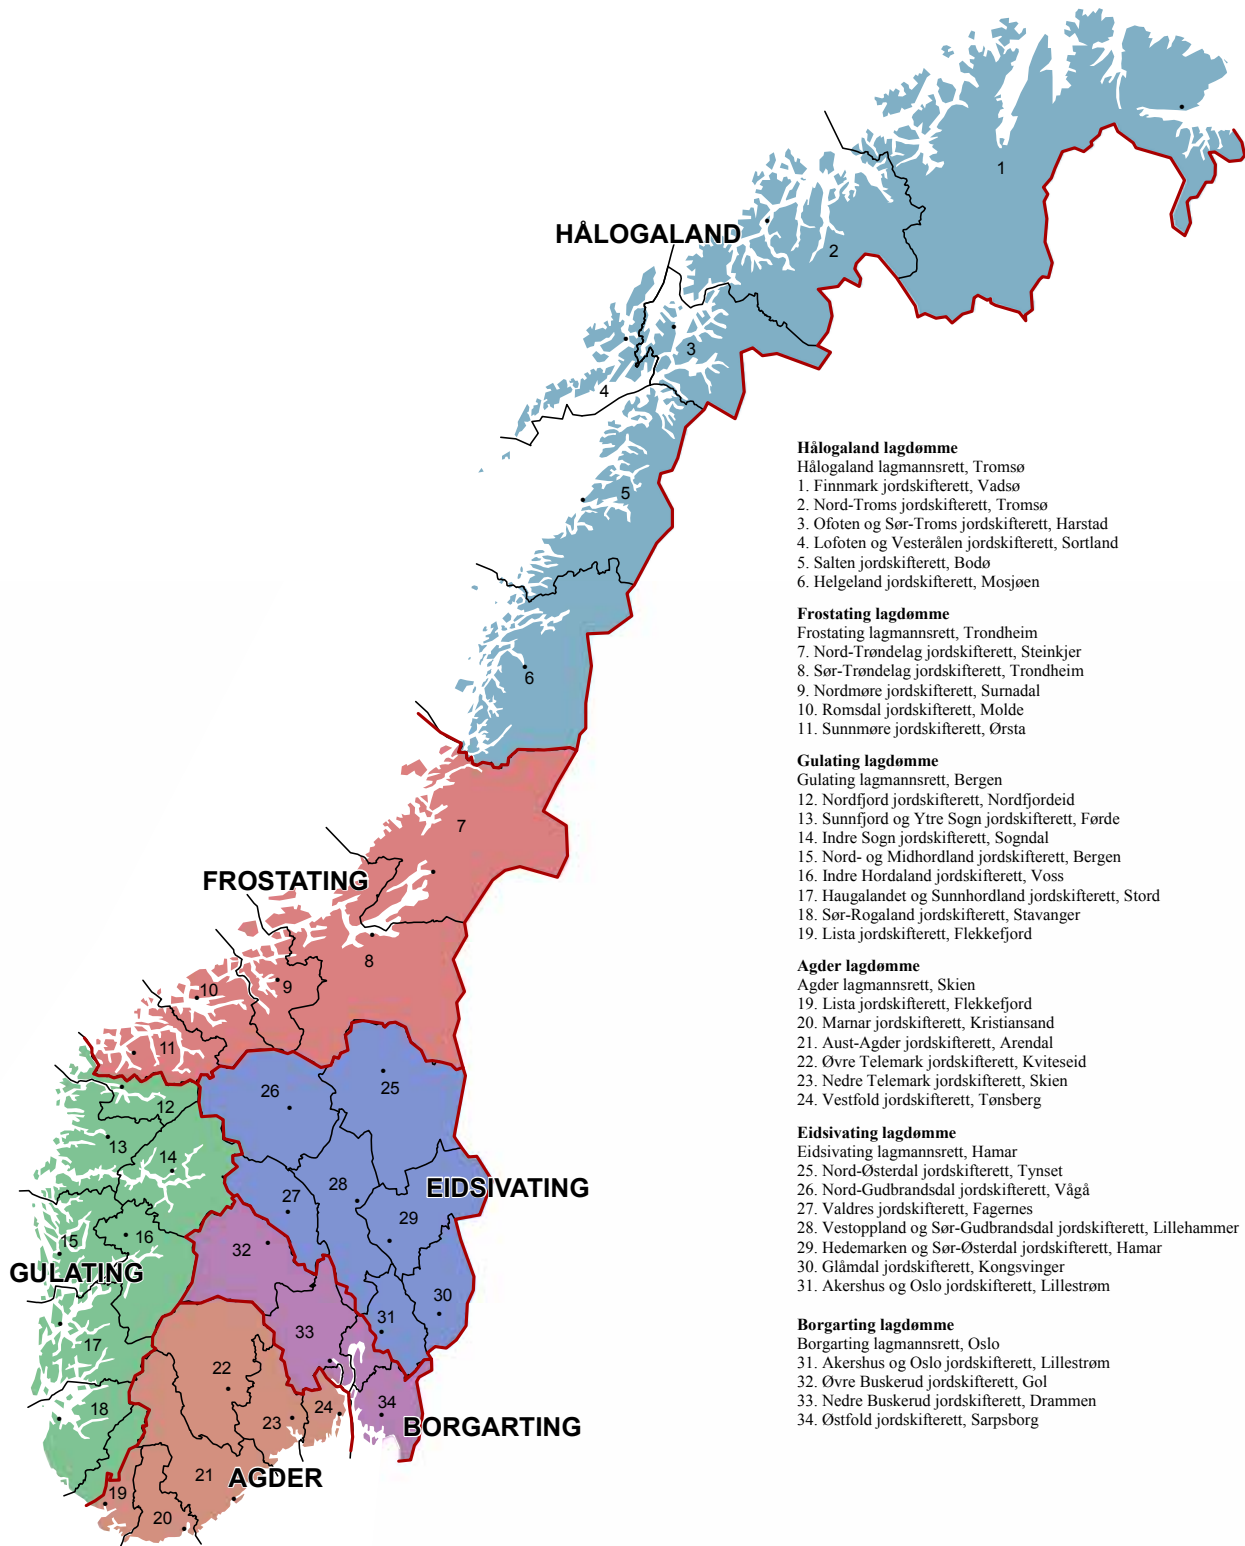 HÅLOGALAND
1
2
3
4
5
6
7
FROSTATING
8
9
10
11
12
13
14
15
16
GULATING
17
18
19
20
21
22
23
24
AGDER
25
26
27
28
EIDSIVATING
29
30
31
32
33
34
BORGARTING
Hålogaland lagdømme
Hålogaland lagmannsrett, Tromsø
1. Finnmark jordskifterett, Vadsø
2. Nord-Troms jordskifterett, Tromsø
3. Ofoten og Sør-Troms jordskifterett, Harstad
4. Lofoten og Vesterålen jordskifterett, Sortland
5. Salten jordskifterett, Bodø
6. Helgeland jordskifterett, Mosjøen
Frostating lagdømme
Frostating lagmannsrett, Trondheim
7. Nord-Trøndelag jordskifterett, Steinkjer
8. Sør-Trøndelag jordskifterett, Trondheim
9. Nordmøre jordskifterett, Surnadal
10. Romsdal jordskifterett, Molde
11. Sunnmøre jordskifterett, Ørsta
Gulating lagdømme
Gulating lagmannsrett, Bergen
12. Nordfjord jordskifterett, Nordfjordeid
13. Sunnfjord og Ytre Sogn jordskifterett, Førde
14. Indre Sogn jordskifterett, Sogndal
15. Nord- og Midhordland jordskifterett, Bergen
16. Indre Hordaland jordskifterett, Voss
17. Haugalandet og Sunnhordland jordskifterett, Stord
18. Sør-Rogaland jordskifterett, Stavanger
19. Lista jordskifterett, Flekkefjord
Agder lagdømme
Agder lagmannsrett, Skien
19. Lista jordskifterett, Flekkefjord
20. Marnar jordskifterett, Kristiansand
21. Aust-Agder jordskifterett, Arendal
22. Øvre Telemark jordskifterett, Kviteseid
23. Nedre Telemark jordskifterett, Skien
24. Vestfold jordskifterett, Tønsberg
Eidsivating lagdømme
Eidsivating lagmannsrett, Hamar
25. Nord-Østerdal jordskifterett, Tynset
26. Nord-Gudbrandsdal jordskifterett, Vågå
27. Valdres jordskifterett, Fagernes
28. Vestoppland og Sør-Gudbrandsdal jordskifterett, Lillehammer
29. Hedemarken og Sør-Østerdal jordskifterett, Hamar
30. Glåmdal jordskifterett, Kongsvinger
31. Akershus og Oslo jordskifterett, Lillestrøm
Borgarting lagdømme
Borgarting lagmannsrett, Oslo
31. Akershus og Oslo jordskifterett, Lillestrøm
32. Øvre Buskerud jordskifterett, Gol
33. Nedre Buskerud jordskifterett, Drammen
34. Østfold jordskifterett, Sarpsborg